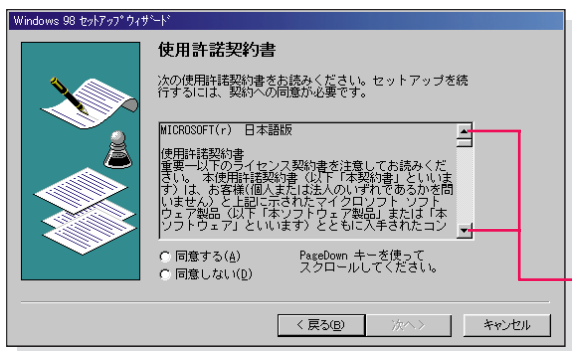 Windows 98 ｾｯﾄｱｯﾌﾟ ｳｨｻﾞｰﾄﾞ
使用許諾契約書
次の使用許諾契約書をお読みください。セットアップを続
行するには、契約への同意が必要です。
MICROSOFT(r)　日本語版
使用許諾契約書
重要－以下のライセンス契約書を注意してお読みくだ
さい。 本使用許諾契約書（以下「本契約書」といいま
す）は、お客様（個人または法人のいずれであるかを問
いません）と上記に示されたマイクロソフト ソフト
ウェア製品（以下「本ソフトウェア製品」または「本
ソフトウェア」といいます）とともに入手されたコン
同意する(A)
同意しない(D)
PageDown キーを使って
スクロールしてください。
< 戻る(B)
次へ >
キャンセル